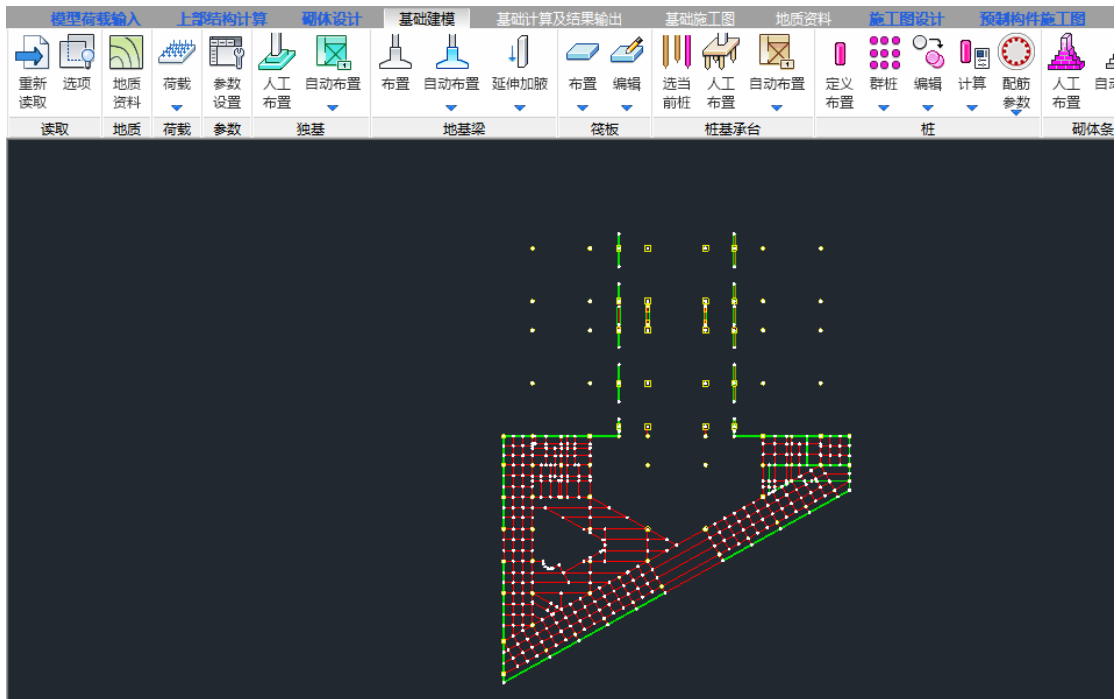 模型荷载输入 上部结构计算 砌体设计 基础建模 基础计算及结果输出 基础施工图 地质资料 施工图设计 预制构件施工图
重新读取 选项 地质资料 荷载 参数设置 人工布置 自动布置 布置 自动布置 延伸加腋 布置 编辑 选当前桩 人工布置 自动布置 定义布置 群桩 编辑 计算 配筋参数 人工布置
读取 地质 荷载 参数 独基 地基梁 筏板 桩基承台 桩 砌体条